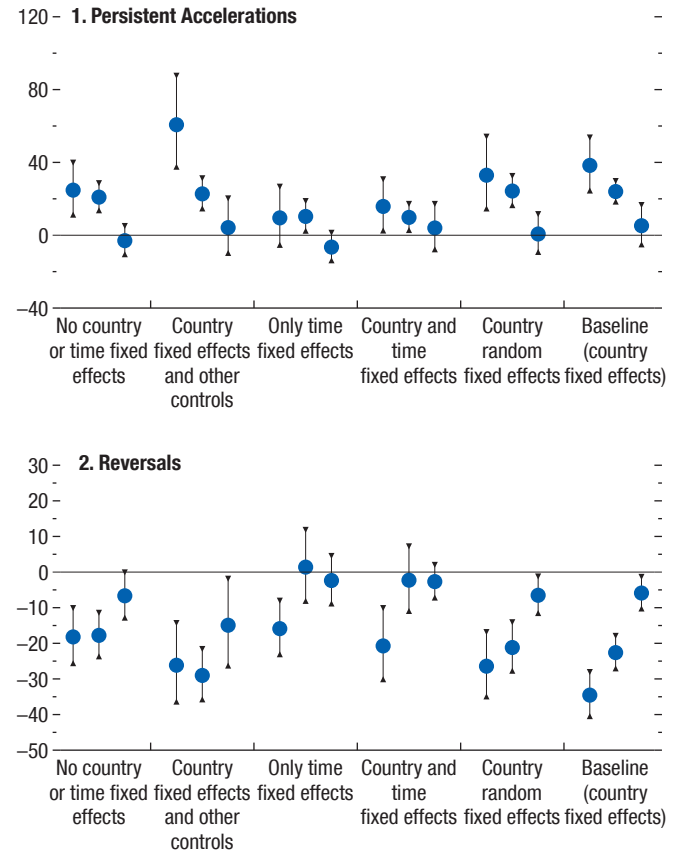 1. Persistent Accelerations
120
80
40
0
–40
No country or time fixed effects
Country fixed effects and other controls
Only time fixed effects
Country and time fixed effects
Country random fixed effects
Baseline (country fixed effects)
2. Reversals
30
20
10
0
–10
–20
–30
–40
–50
No country or time fixed effects
Country fixed effects and other controls
Only time fixed effects
Country and time fixed effects
Country random fixed effects
Baseline (country fixed effects)